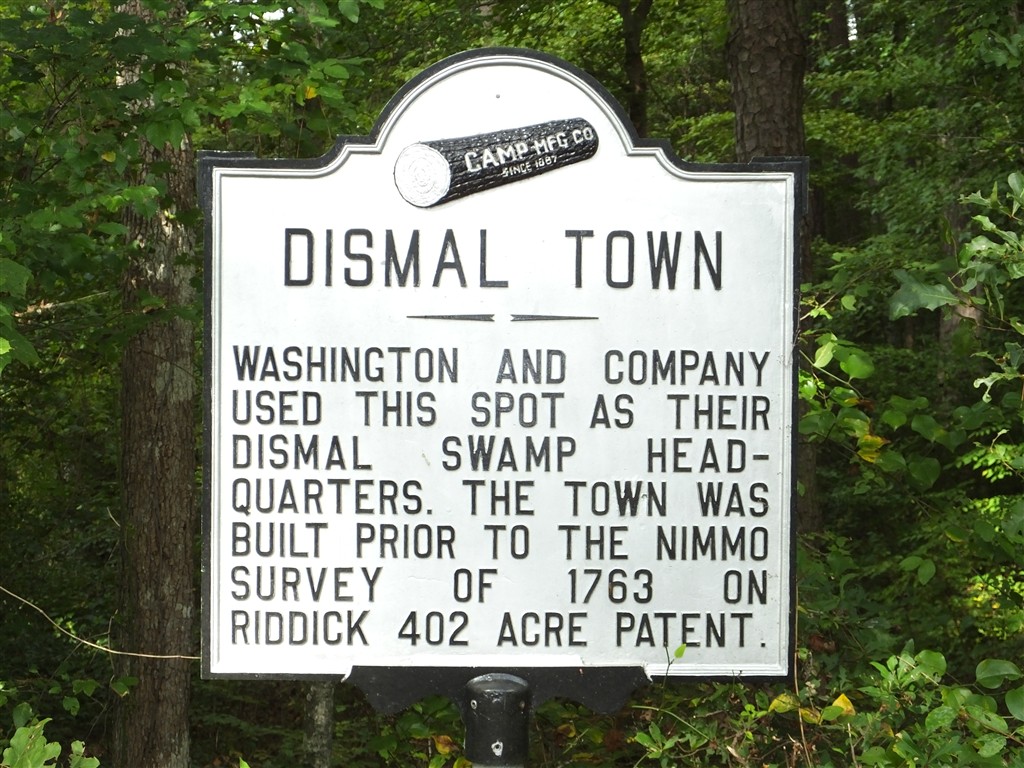 CAMP MFG CO
SINCE 1887
DISMAL TOWN
WASHINGTON AND COMPANY
USED THIS SPOT AS THEIR
DISMAL SWAMP HEAD-
QUARTERS. THE TOWN WAS
BUILT PRIOR TO THE NIMMO
SURVEY OF 1763 ON
RIDDICK 402 ACRE PATENT.